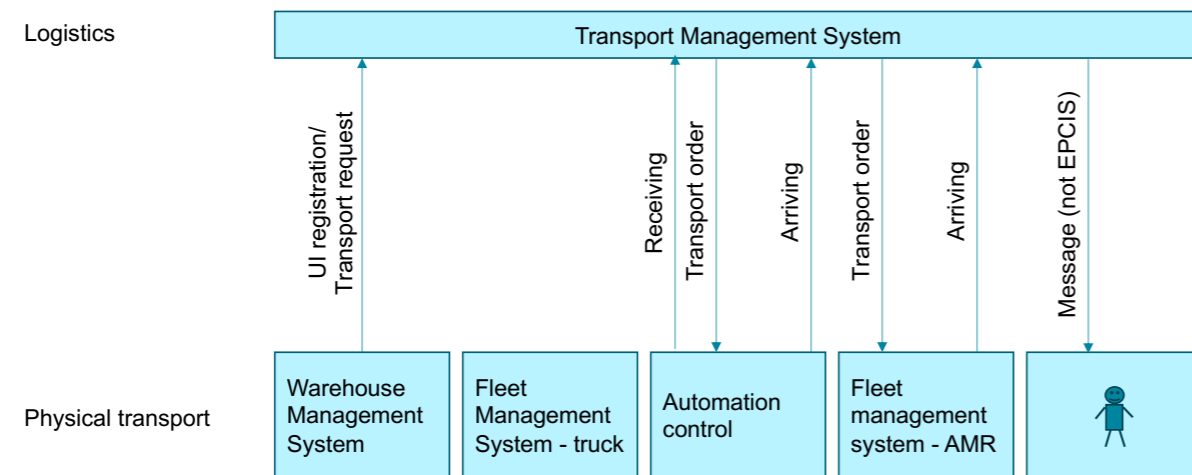 Logistics
Transport Management System
UI registration/
Transport request
Receiving
Transport order
Arriving
Transport order
Arriving
Message (not EPCIS)
Physical transport
Warehouse
Management
System
Fleet
Management
System - truck
Automation
control
Fleet
management
system - AMR